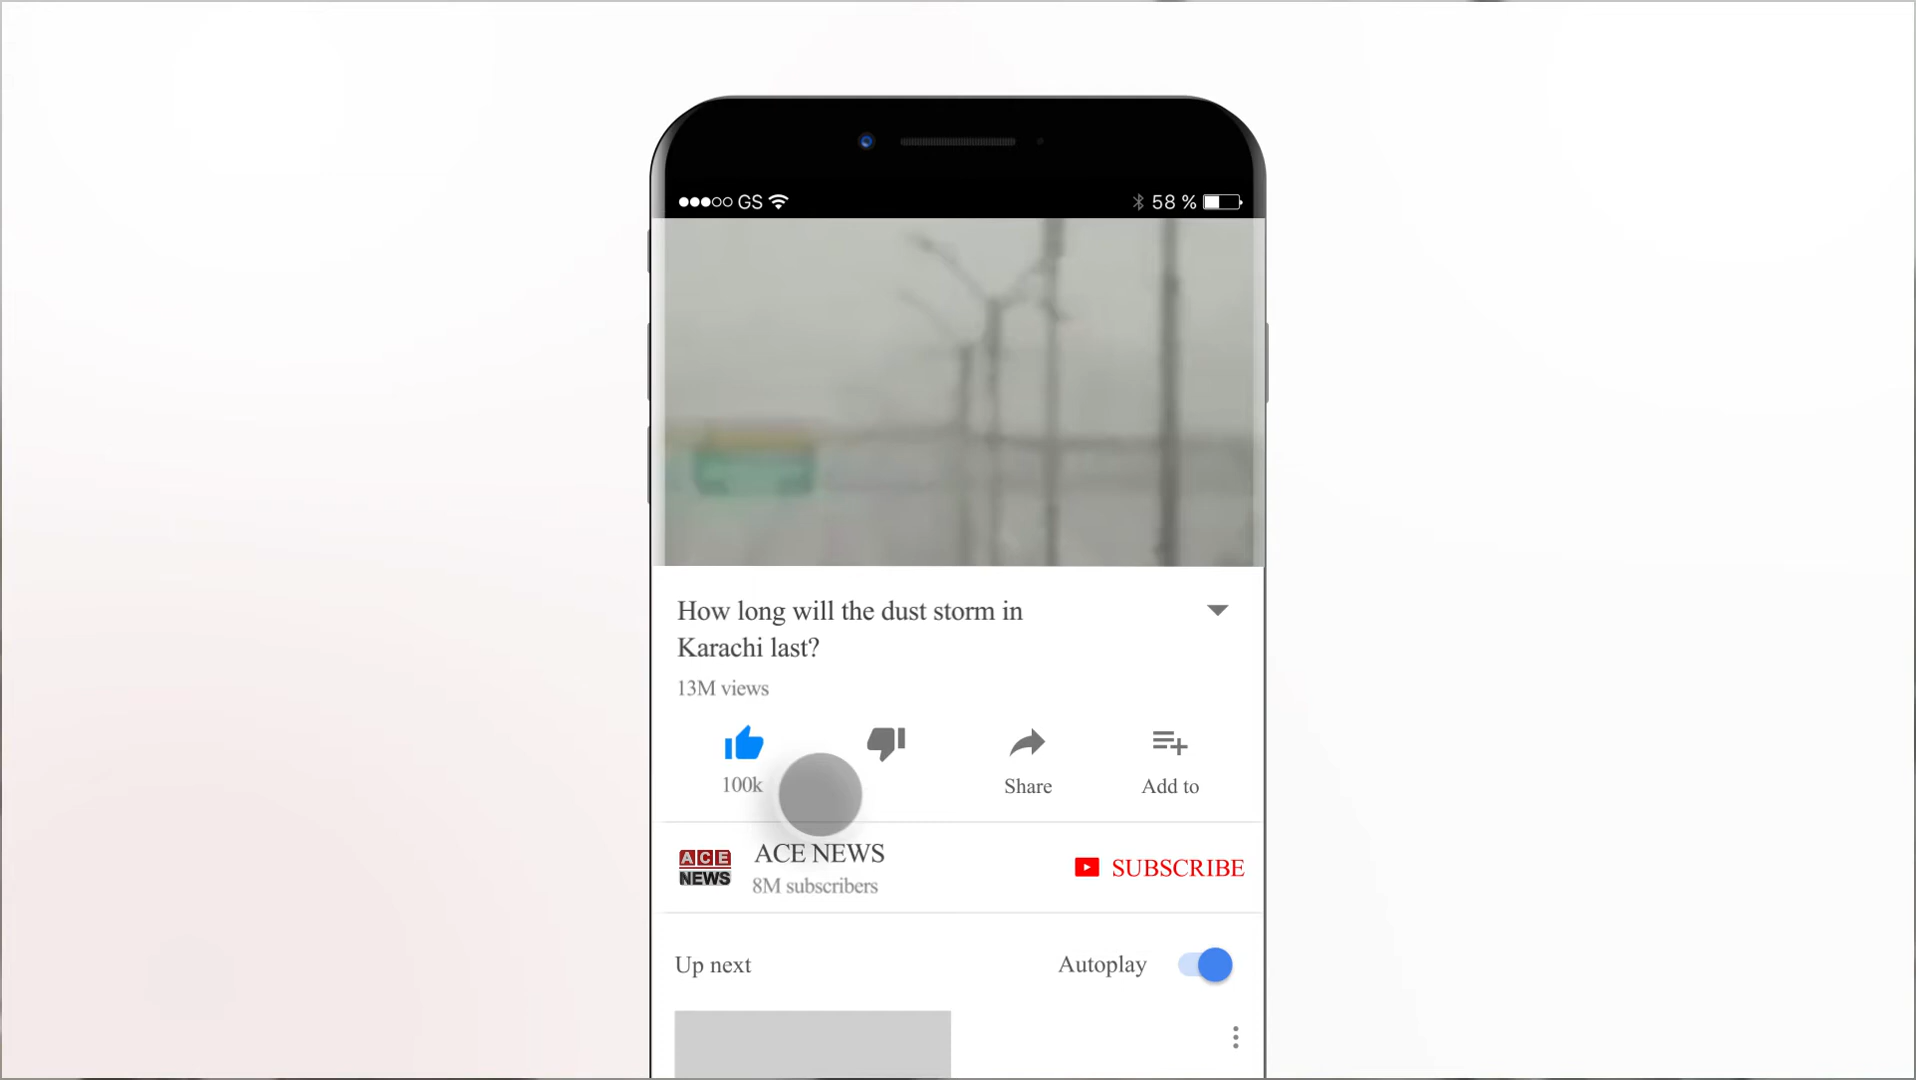 GS
58 %
How long will the dust storm in
Karachi last?
13M views
100k
Share
Add to
ACE
NEWS
ACE NEWS
8M subscribers
SUBSCRIBE
Up next
Autoplay